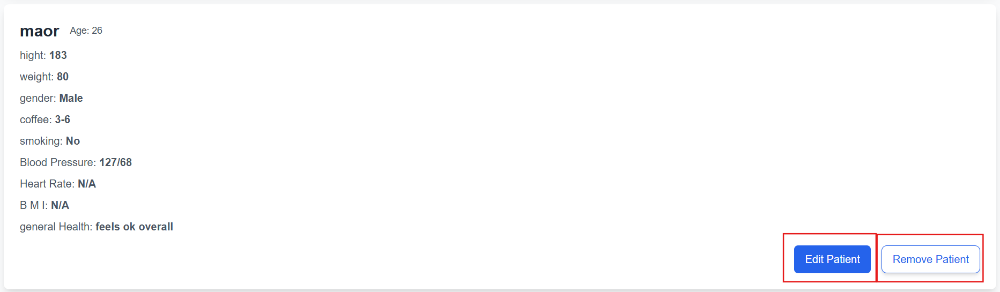 maor Age: 26
hight: 183
weight: 80
gender: Male
coffee: 3-6
smoking: No
Blood Pressure: 127/68
Heart Rate: N/A
B M I: N/A
general Health: feels ok overall
Edit Patient Remove Patient